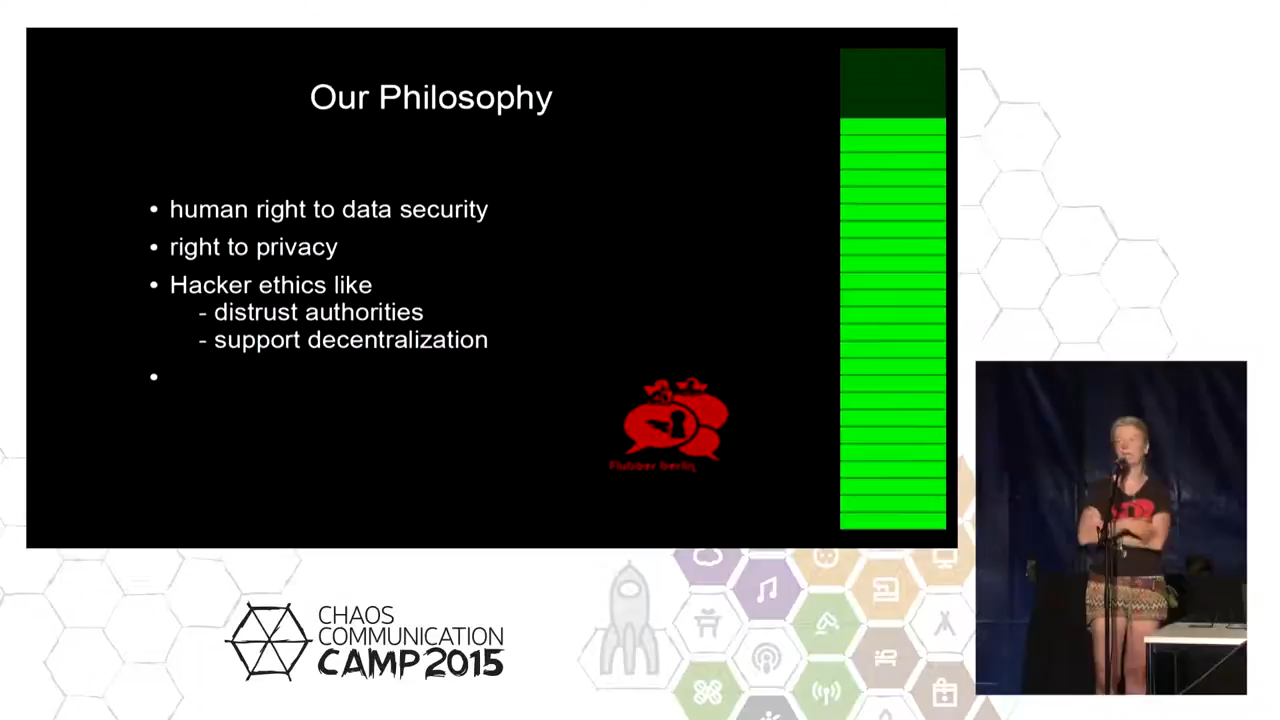 Our Philosophy
• human right to data security
• right to privacy
• Hacker ethics like
- distrust authorities
- support decentralization
•
Flubber berlin
CHAOS
COMMUNICATION
CAMP 2015